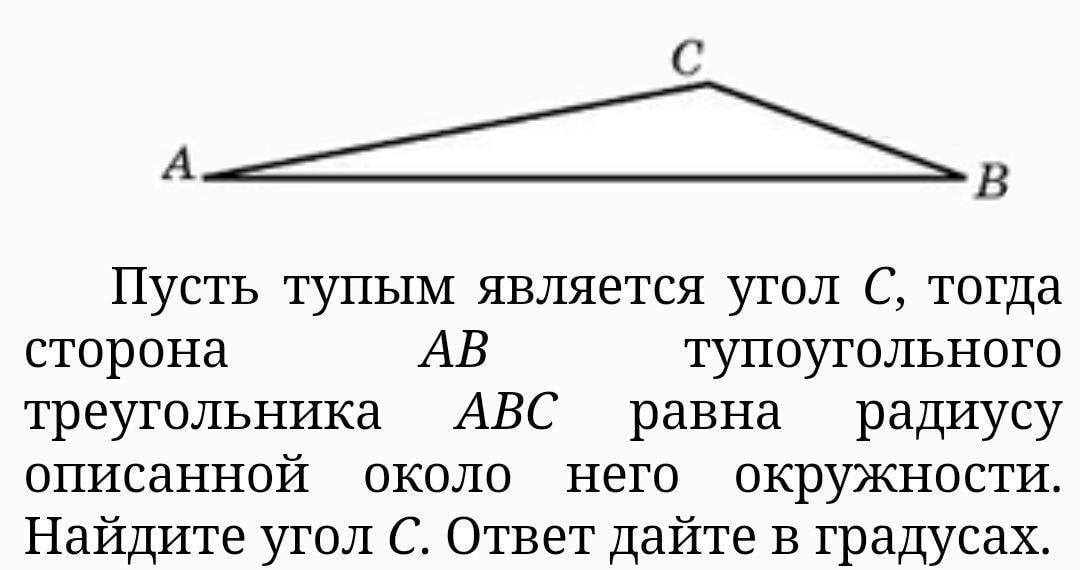 C
A
B
Пусть тупым является угол C, тогда
сторона AB тупоугольного
треугольника ABC равна радиусу
описанной около него окружности.
Найдите угол C. Ответ дайте в градусах.